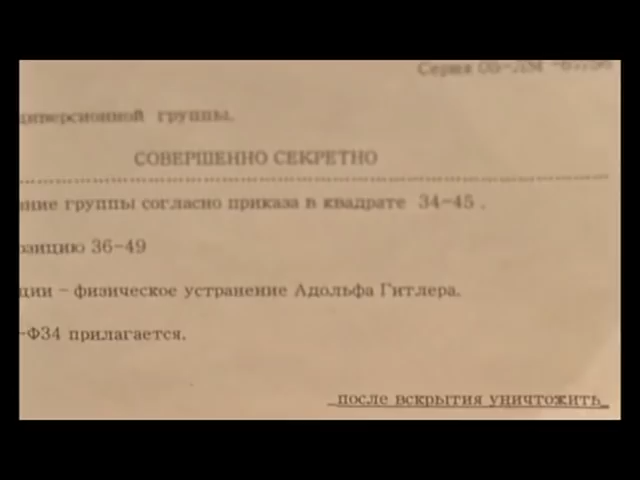 Серия
диверсионной группы.
СОВЕРШЕННО СЕКРЕТНО
ние группы согласно приказа в квадрате 34-45 .
зицию 36-49
ции - физическое устранение Адольфа Гитлера.
-Ф34 прилагается.
после вскрытия уничтожить